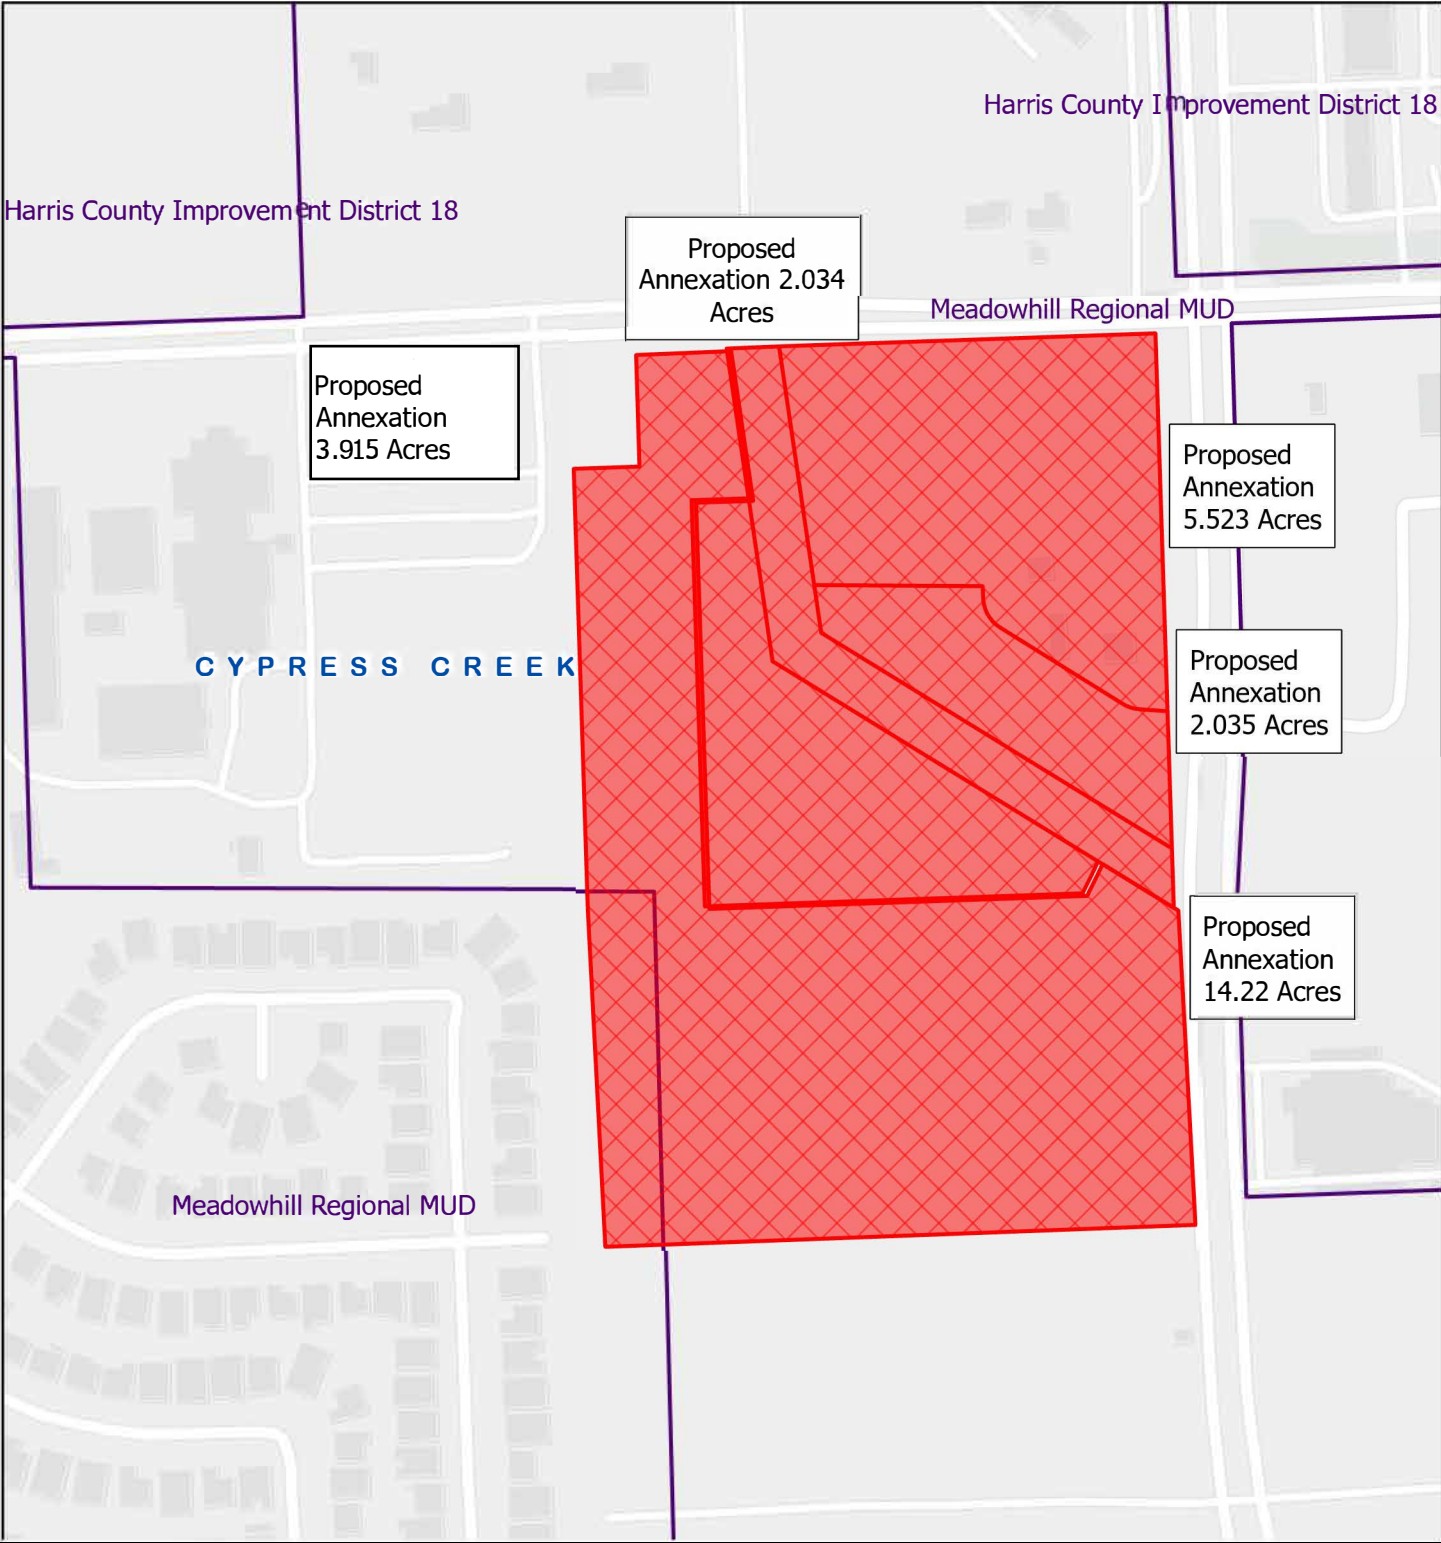 Harris County Improvement District 18
Harris County Improvement District 18
Proposed
Annexation 2.034
Acres
Meadowhill Regional MUD
Proposed
Annexation
3.915 Acres
Proposed
Annexation
5.523 Acres
CYPRESS CREEK
Proposed
Annexation
2.035 Acres
Proposed
Annexation
14.22 Acres
Meadowhill Regional MUD